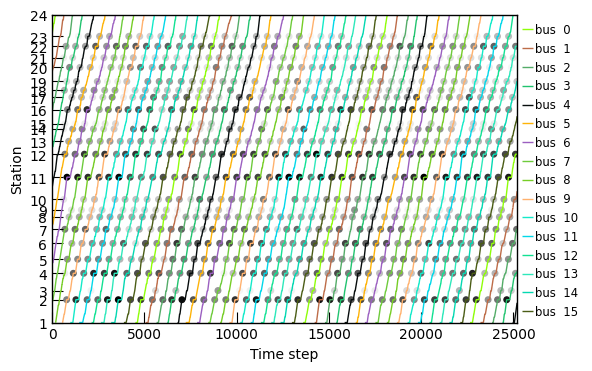 24
23
22
21
20
19
18
17
16
15
14
13
12
11
10
9
8
7
6
5
4
3
2
1
Station
0
5000
10000
15000
20000
25000
Time step
bus 0
bus 1
bus 2
bus 3
bus 4
bus 5
bus 6
bus 7
bus 8
bus 9
bus 10
bus 11
bus 12
bus 13
bus 14
bus 15